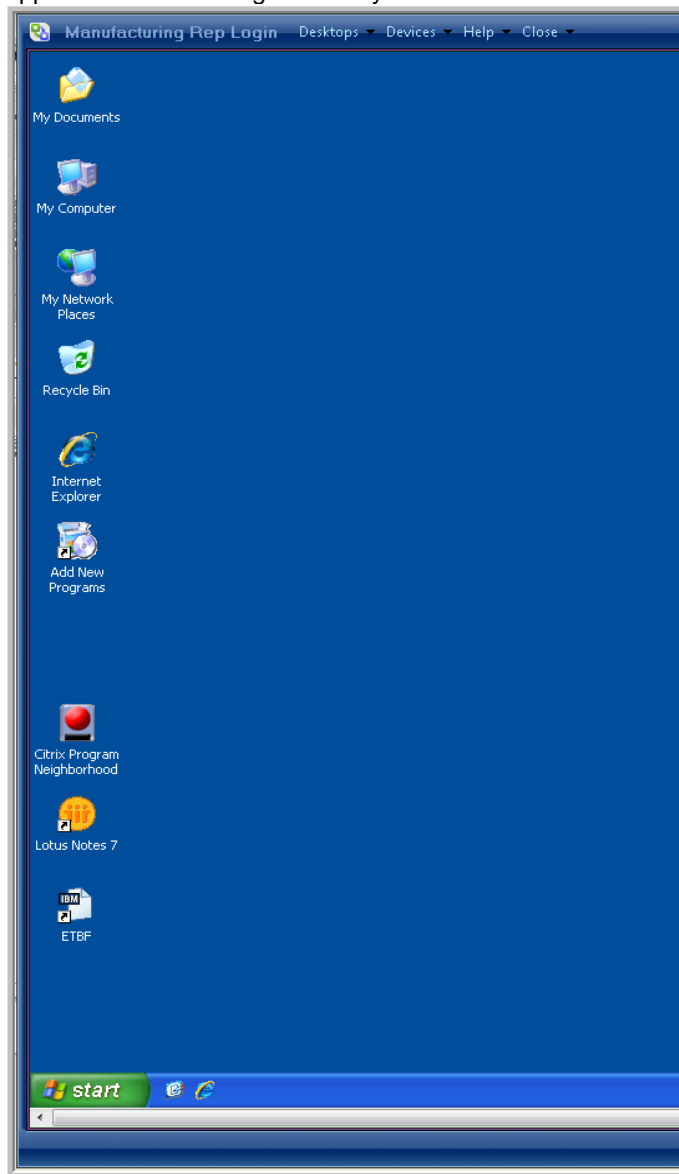 Manufacturing Rep Login Desktops Devices Help Close
My Documents
My Computer
My Network
Places
Recycle Bin
Internet
Explorer
Add New
Programs
Citrix Program
Neighborhood
Lotus Notes 7
IBM
ETBF
start